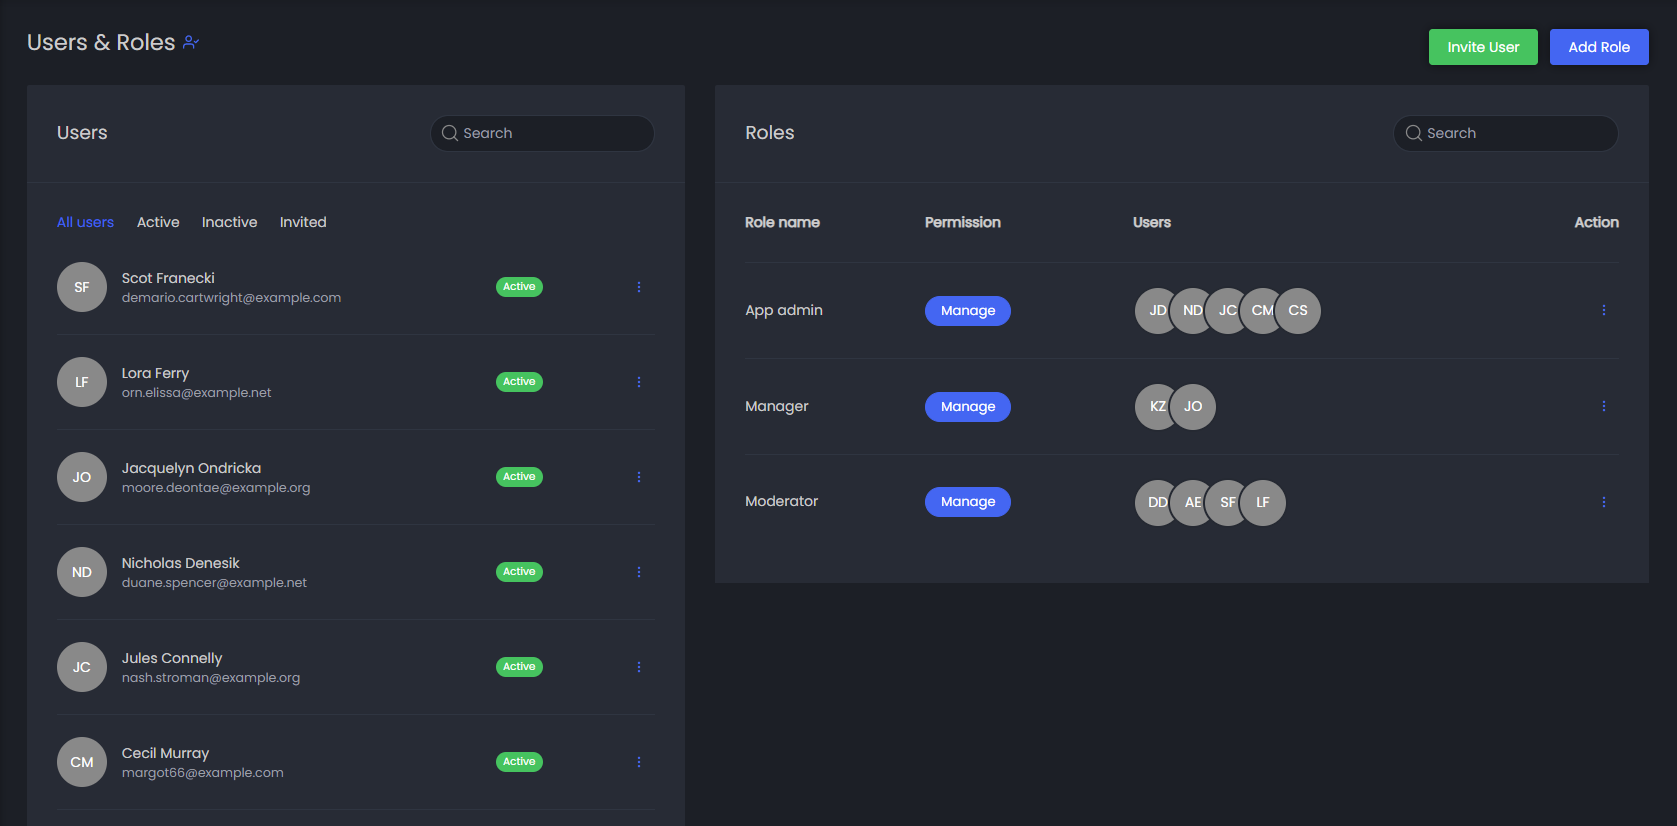 Users & Roles
Invite User
Add Role
Users
Search
All users
Active
Inactive
Invited
SF
Scot Franecki
demario.cartwright@example.com
Active
LF
Lora Ferry
orn.elissa@example.net
Active
JO
Jacquelyn Ondricka
moore.deontae@example.org
Active
ND
Nicholas Denesik
duane.spencer@example.net
Active
JC
Jules Connelly
nash.stroman@example.org
Active
CM
Cecil Murray
margot66@example.com
Active
Roles
Search
Role name
Permission
Users
Action
App admin
Manage
JD
ND
JC
CM
CS
Manager
Manage
KZ
JO
Moderator
Manage
DD
AE
SF
LF